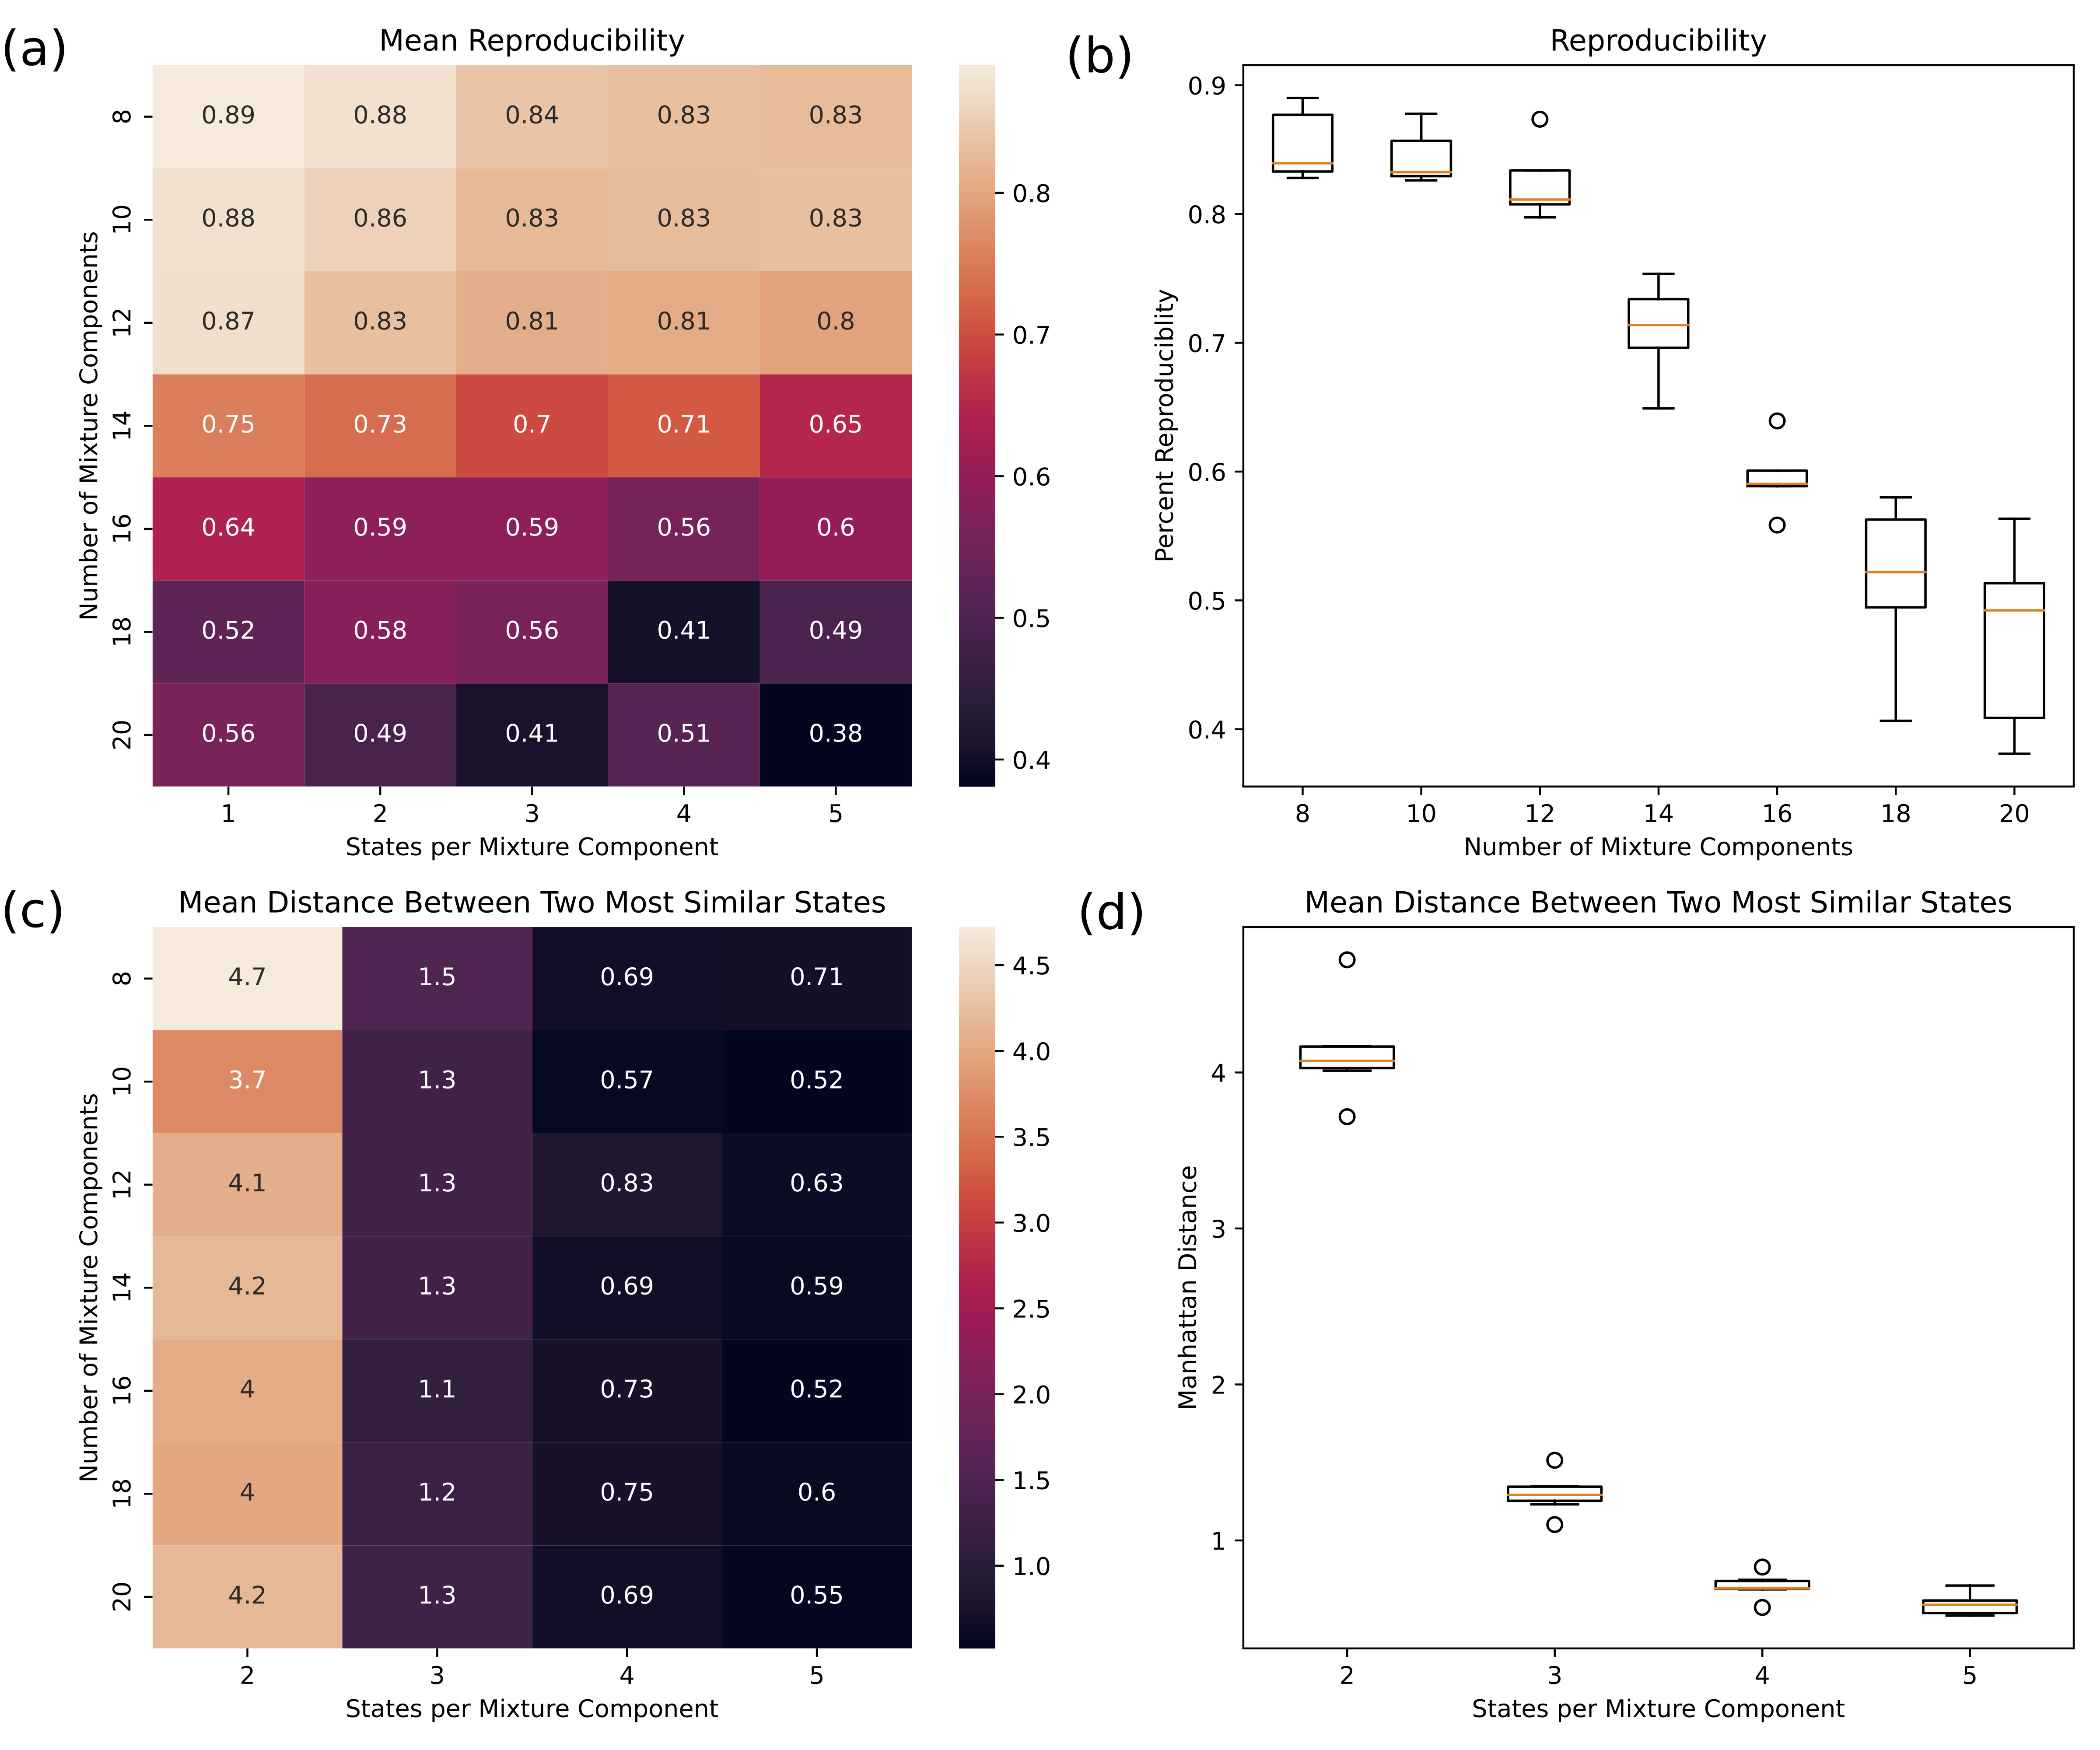 (a)
Mean Reproducibility
Number of Mixture Components
8 0.89 0.88 0.84 0.83 0.83
10 0.88 0.86 0.83 0.83 0.83
12 0.87 0.83 0.81 0.81 0.8
14 0.75 0.73 0.7 0.71 0.65
16 0.64 0.59 0.59 0.56 0.6
18 0.52 0.58 0.56 0.41 0.49
20 0.56 0.49 0.41 0.51 0.38
1 2 3 4 5
States per Mixture Component
0.8
0.7
0.6
0.5
0.4
(b)
Reproducibility
Percent Reproduciblity
0.9
0.8
0.7
0.6
0.5
0.4
8 10 12 14 16 18 20
Number of Mixture Components
(c)
Mean Distance Between Two Most Similar States
Number of Mixture Components
8 4.7 1.5 0.69 0.71
10 3.7 1.3 0.57 0.52
12 4.1 1.3 0.83 0.63
14 4.2 1.3 0.69 0.59
16 4 1.1 0.73 0.52
18 4 1.2 0.75 0.6
20 4.2 1.3 0.69 0.55
2 3 4 5
States per Mixture Component
4.5
4.0
3.5
3.0
2.5
2.0
1.5
1.0
(d)
Mean Distance Between Two Most Similar States
Manhattan Distance
4
3
2
1
2 3 4 5
States per Mixture Component